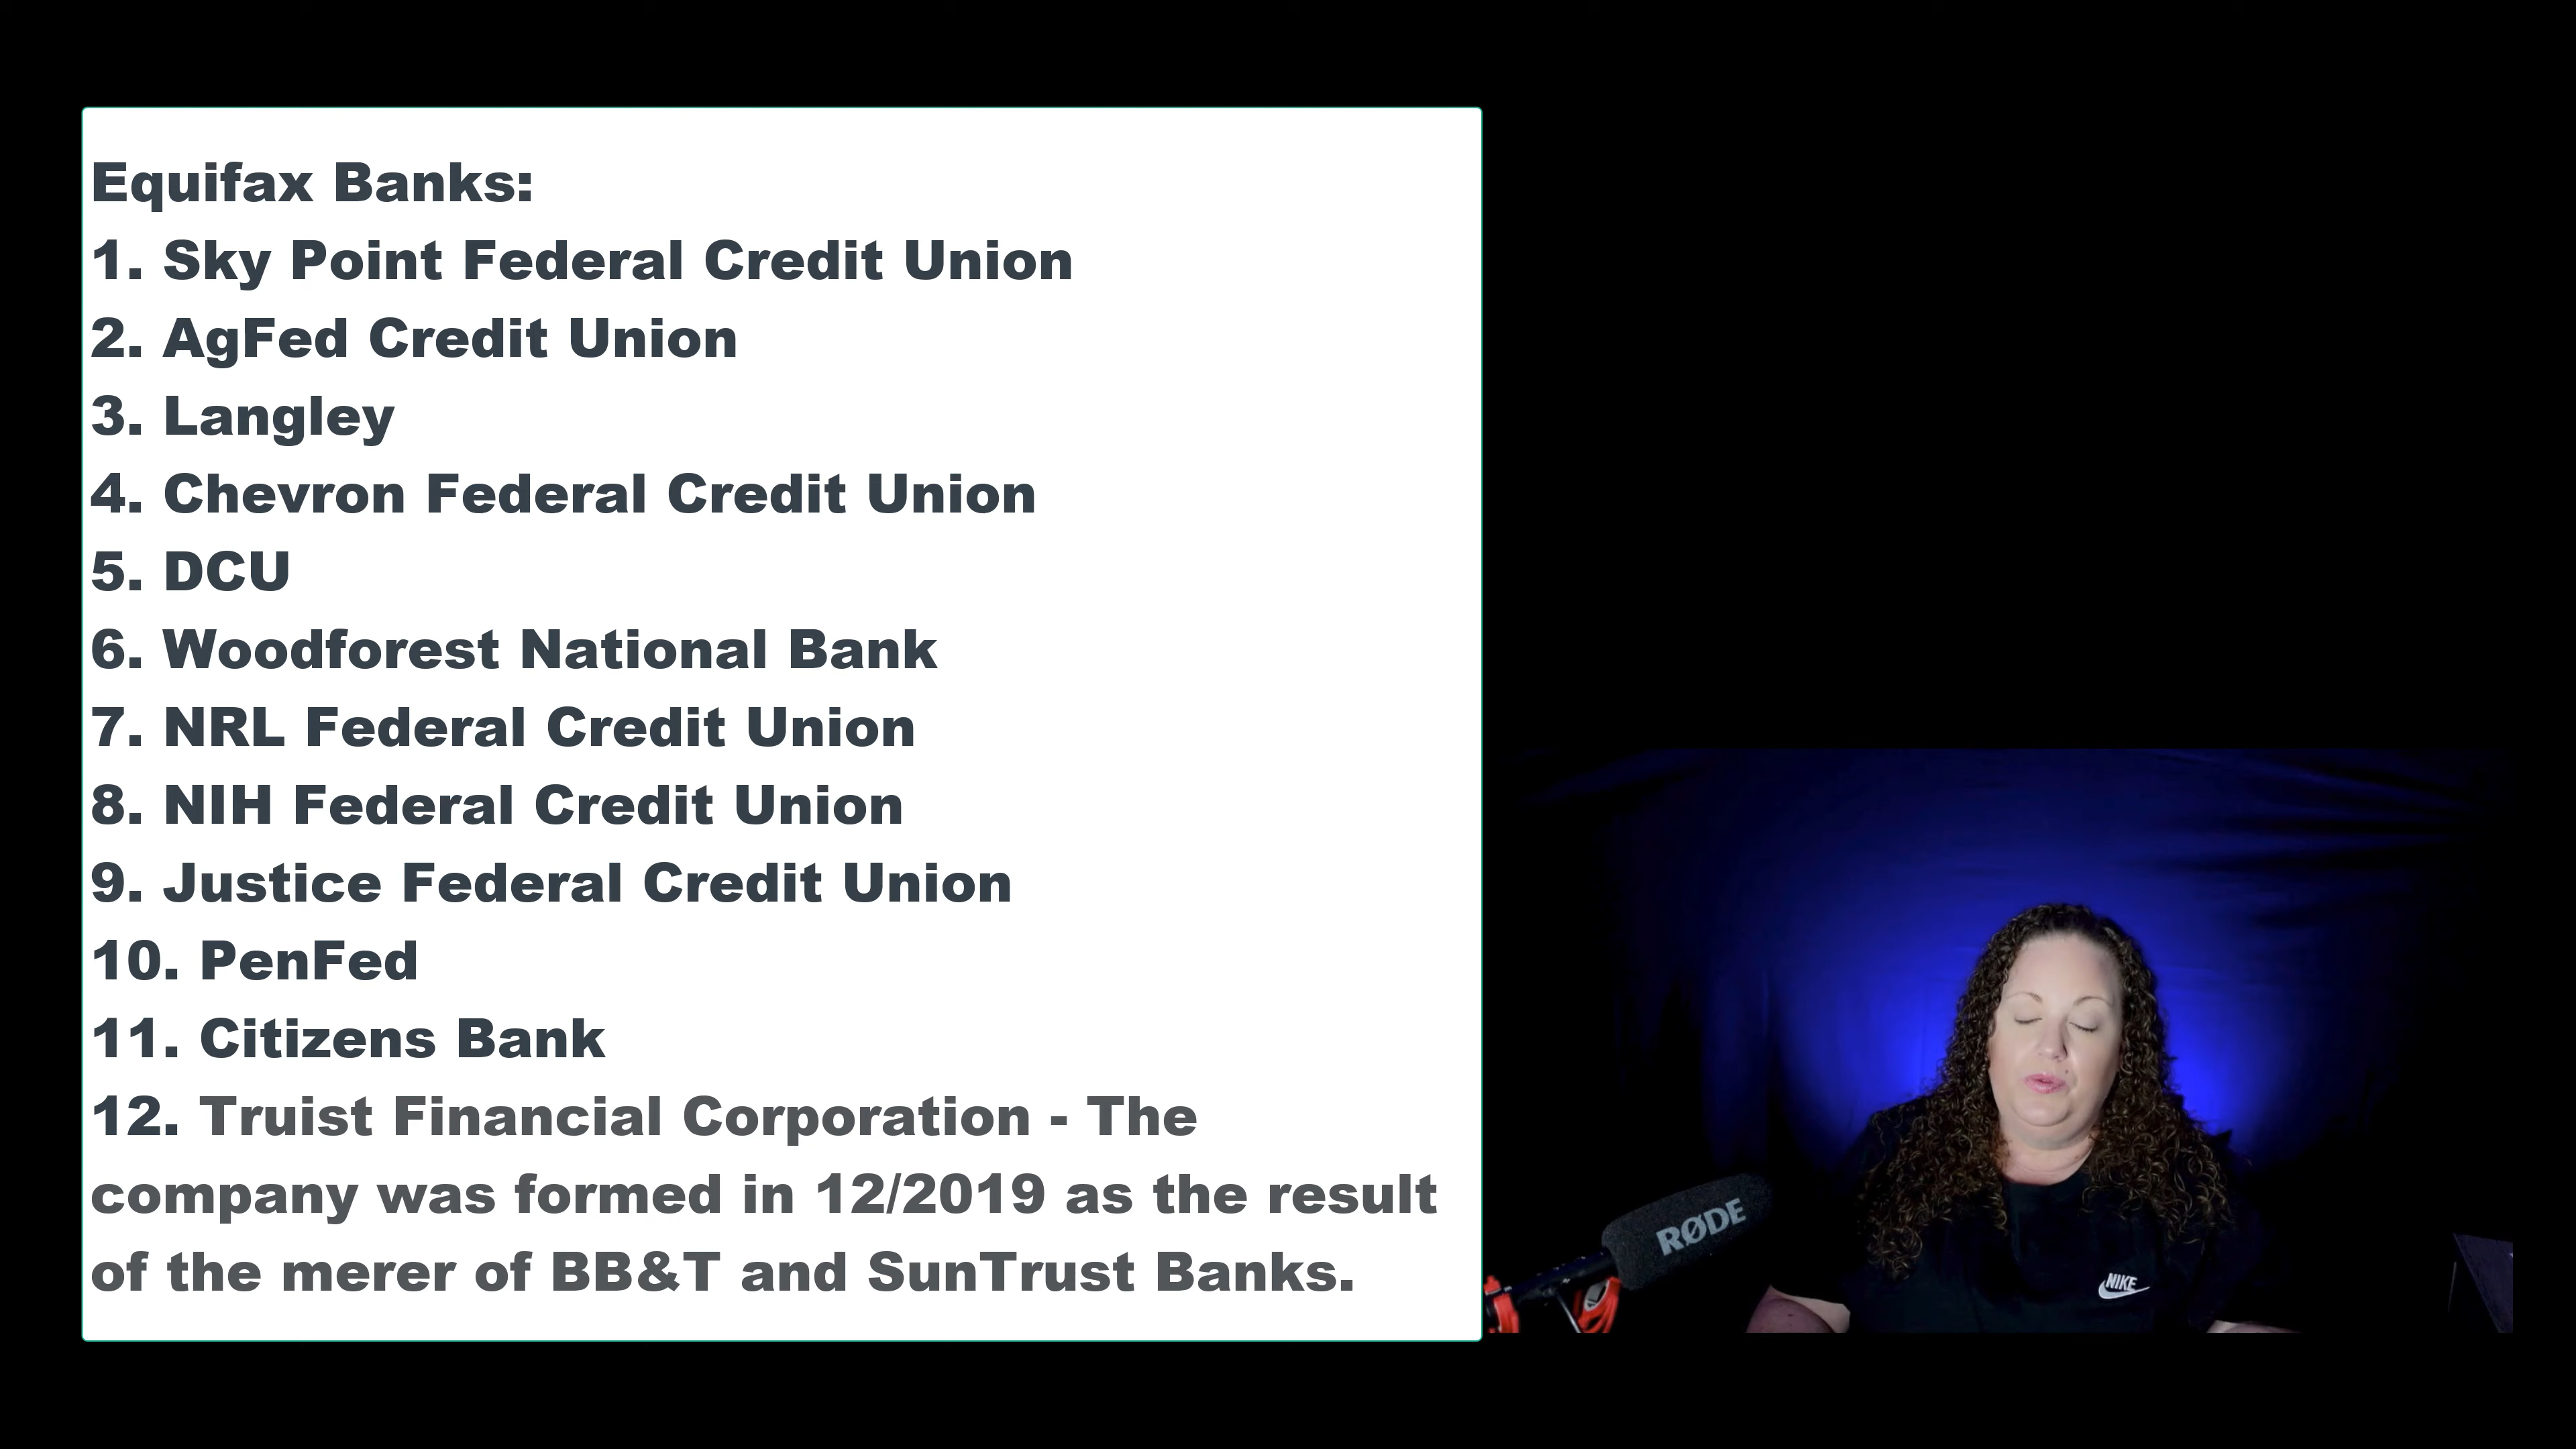 Equifax Banks:
1. Sky Point Federal Credit Union
2. AgFed Credit Union
3. Langley
4. Chevron Federal Credit Union
5. DCU
6. Woodforest National Bank
7. NRL Federal Credit Union
8. NIH Federal Credit Union
9. Justice Federal Credit Union
10. PenFed
11. Citizens Bank
12. Truist Financial Corporation - The
company was formed in 12/2019 as the result
of the merer of BB&T and SunTrust Banks.
RØDE
NIKE